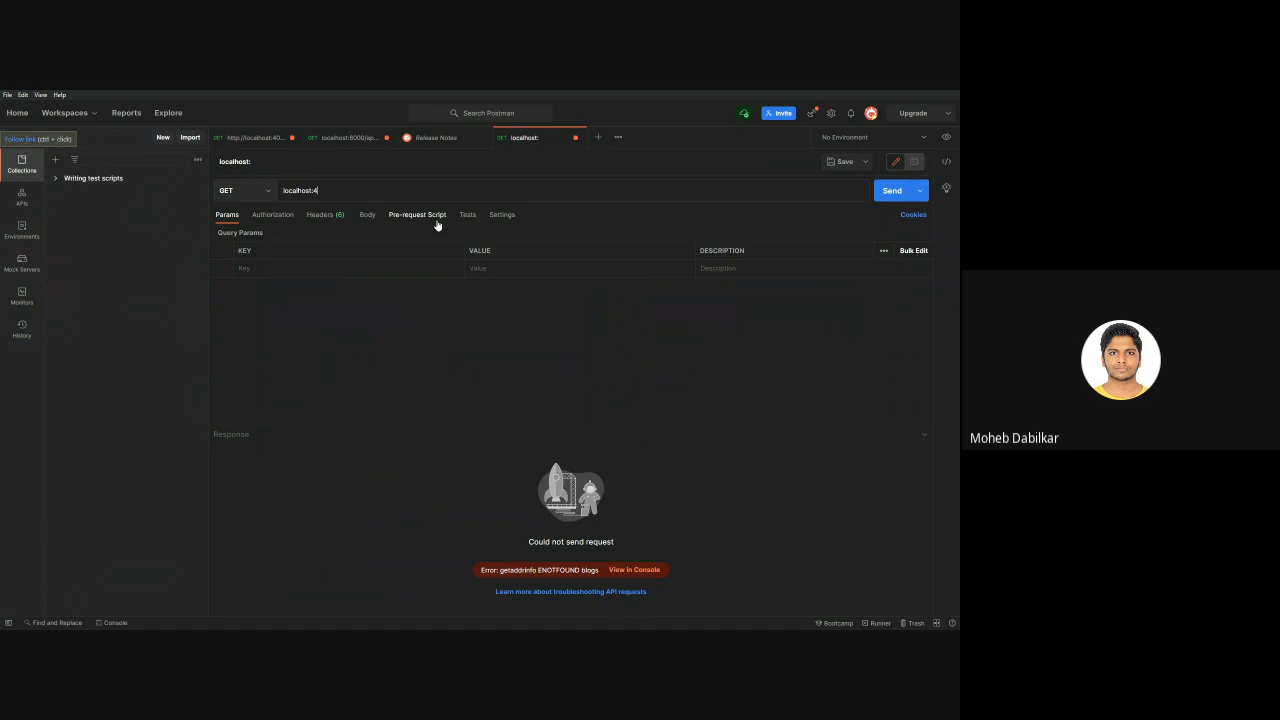 File Edit View Help
Home Workspaces Reports Explore Search Postman Invite Upgrade
Follow link (ctrl + click) New Import GET http://localhost:40... GET localhost:6000/ap... Release Notes GET localhost: No Environment
Collections
localhost: Save
Writing test scripts
APIs
GET localhost:4 Send
Params Authorization Headers (6) Body Pre-request Script Tests Settings Cookies
Environments
Query Params
KEY VALUE DESCRIPTION Bulk Edit
Mock Servers
Key Value Description
Monitors
History
Response
Could not send request
Error: getaddrinfo ENOTFOUND blogs View in Console
Learn more about troubleshooting API requests
Find and Replace Console Bootcamp Runner Trash
Moheb Dabilkar